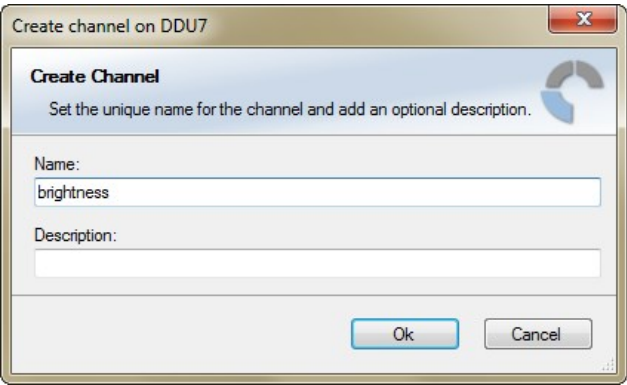 Create channel on DDU7
Create Channel
Set the unique name for the channel and add an optional description.
Name:
brightness
Description:
Ok
Cancel